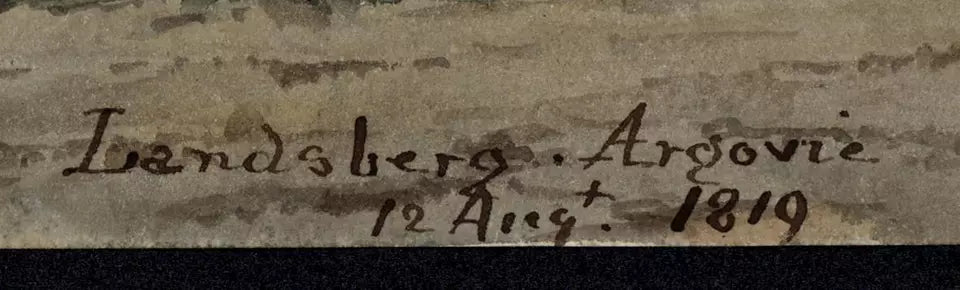 Landsberg . Argovie
12 Augt. 1819